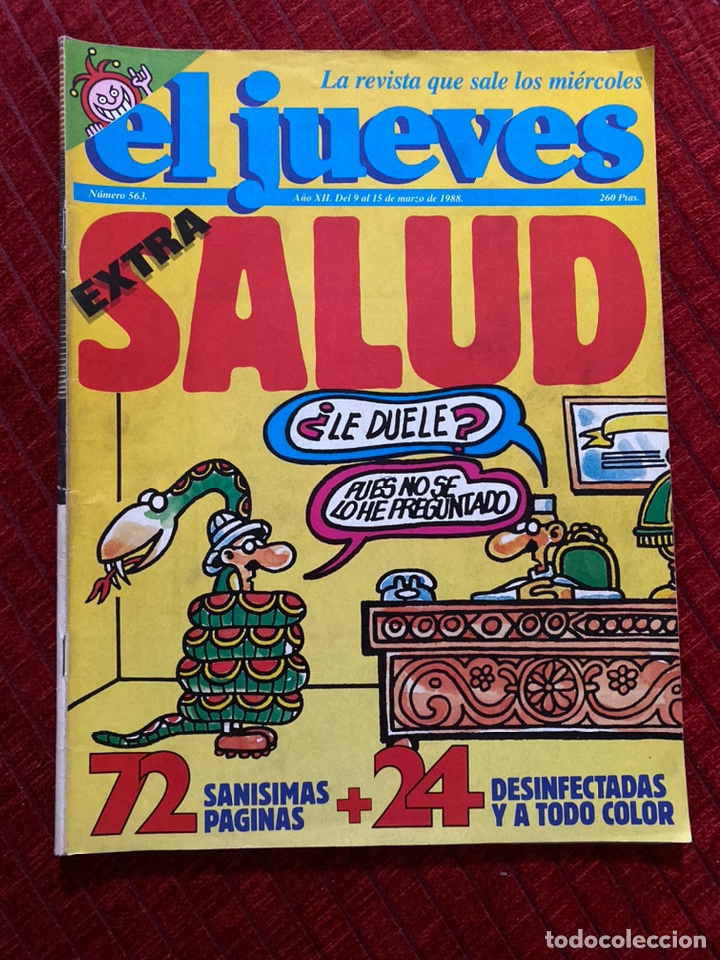 La revista que sale los miércoles
el jueves
Número 563.
Año XII. Del 9 al 15 de marzo de 1988.
260 Ptas.
EXTRA
SALUD
¿LE DUELE?
PUES NO SE
LO HE PREGUNTADO
72 SANISIMAS
PAGINAS
+24 DESINFECTADAS
Y A TODO COLOR
todocoleccion